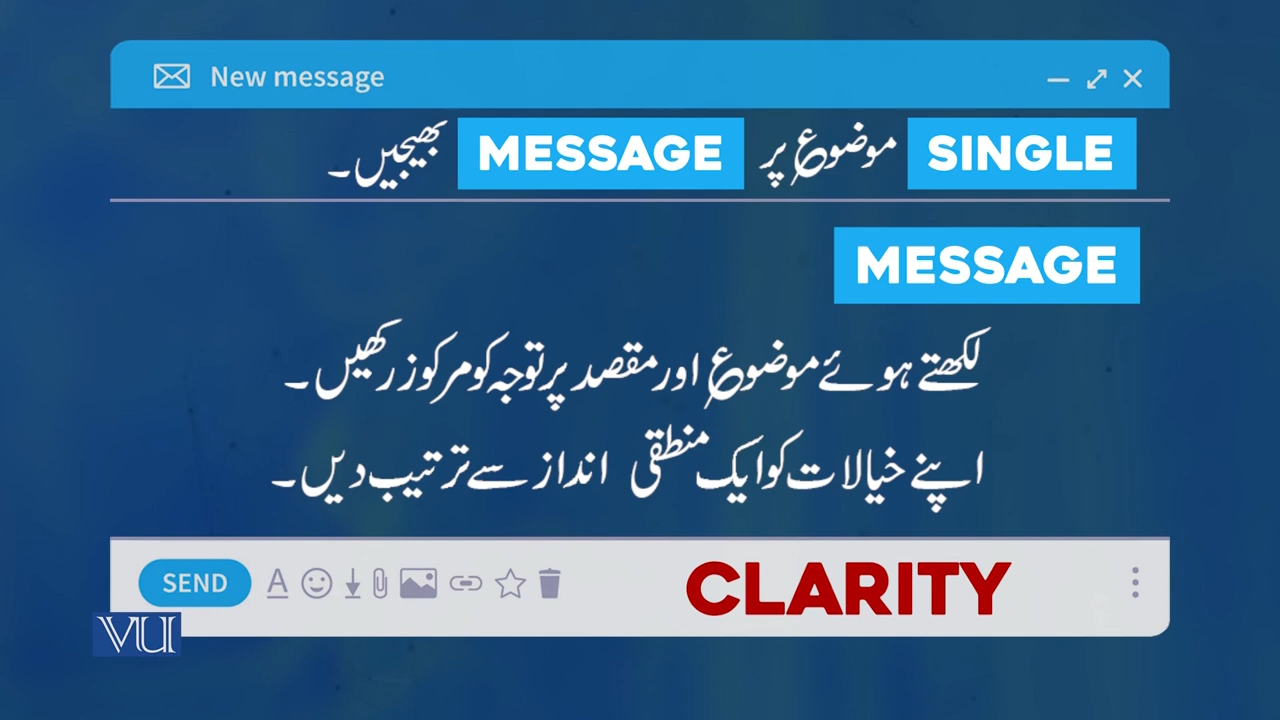 New message
SINGLE موضوع پر MESSAGE بھیجیں۔
MESSAGE
لکھتے ہوئے موضوع اور مقصد پر توجہ کو مرکوز رکھیں۔
اپنے خیالات کو ایک منطقی انداز سے ترتیب دیں۔
SEND A CLARITY
VU